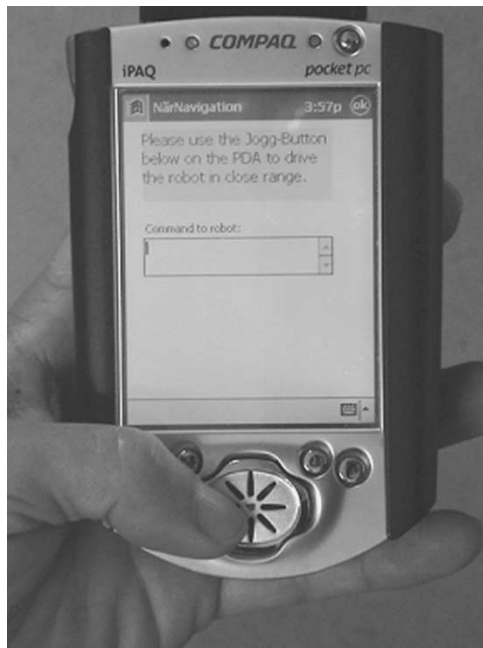 COMPAQ
iPAQ pocket pc
NärNavigation 3:57p ok
Please use the Jogg-Button
below on the PDA to drive
the robot in close range.
Command to robot: